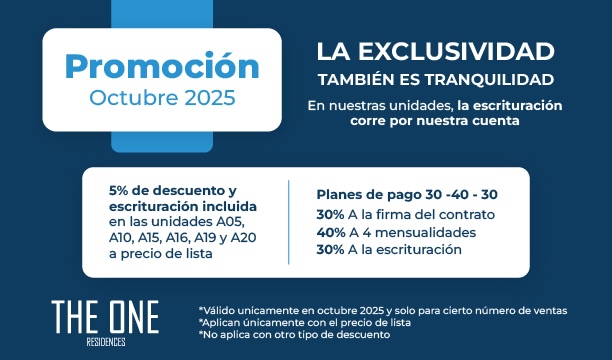 Promoción
Octubre 2025
LA EXCLUSIVIDAD
TAMBIÉN ES TRANQUILIDAD
En nuestras unidades, la escrituración
corre por nuestra cuenta
5% de descuento y
escrituración incluida
en las unidades A05,
A10, A15, A16, A19 y A20
a precio de lista
Planes de pago 30 -40 - 30
30% A la firma del contrato
40% A 4 mensualidades
30% A la escrituración
THE ONE
RESIDENCES
*Válido unicamente en octubre 2025 y solo para cierto número de ventas
*Aplican únicamente con el precio de lista
*No aplica con otro tipo de descuento